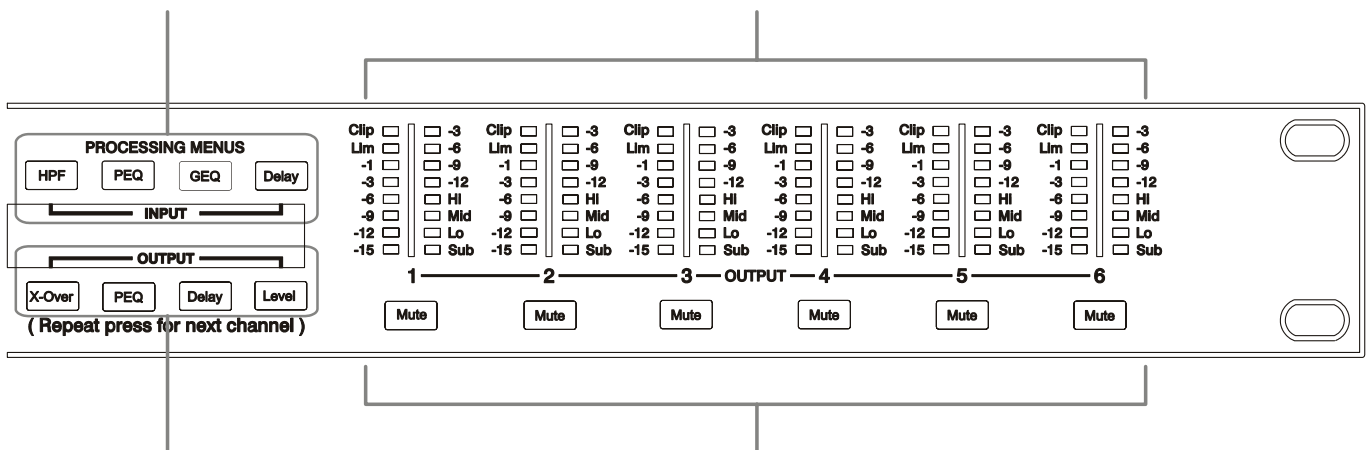 PROCESSING MENUS
HPF PEQ GEQ Delay
INPUT
OUTPUT
X-Over PEQ Delay Level
( Repeat press for next channel )
Clip -3 Clip -3 Clip -3 Clip -3 Clip -3 Clip -3
Lim -6 Lim -6 Lim -6 Lim -6 Lim -6 Lim -6
-1 -9 -1 -9 -1 -9 -1 -9 -1 -9 -1 -9
-3 -12 -3 -12 -3 -12 -3 -12 -3 -12 -3 -12
-6 Hi -6 Hi -6 Hi -6 Hi -6 Hi -6 Hi
-9 Mid -9 Mid -9 Mid -9 Mid -9 Mid -9 Mid
-12 Lo -12 Lo -12 Lo -12 Lo -12 Lo -12 Lo
-15 Sub -15 Sub -15 Sub -15 Sub -15 Sub -15 Sub
1 2 3 OUTPUT 4 5 6
Mute Mute Mute Mute Mute Mute